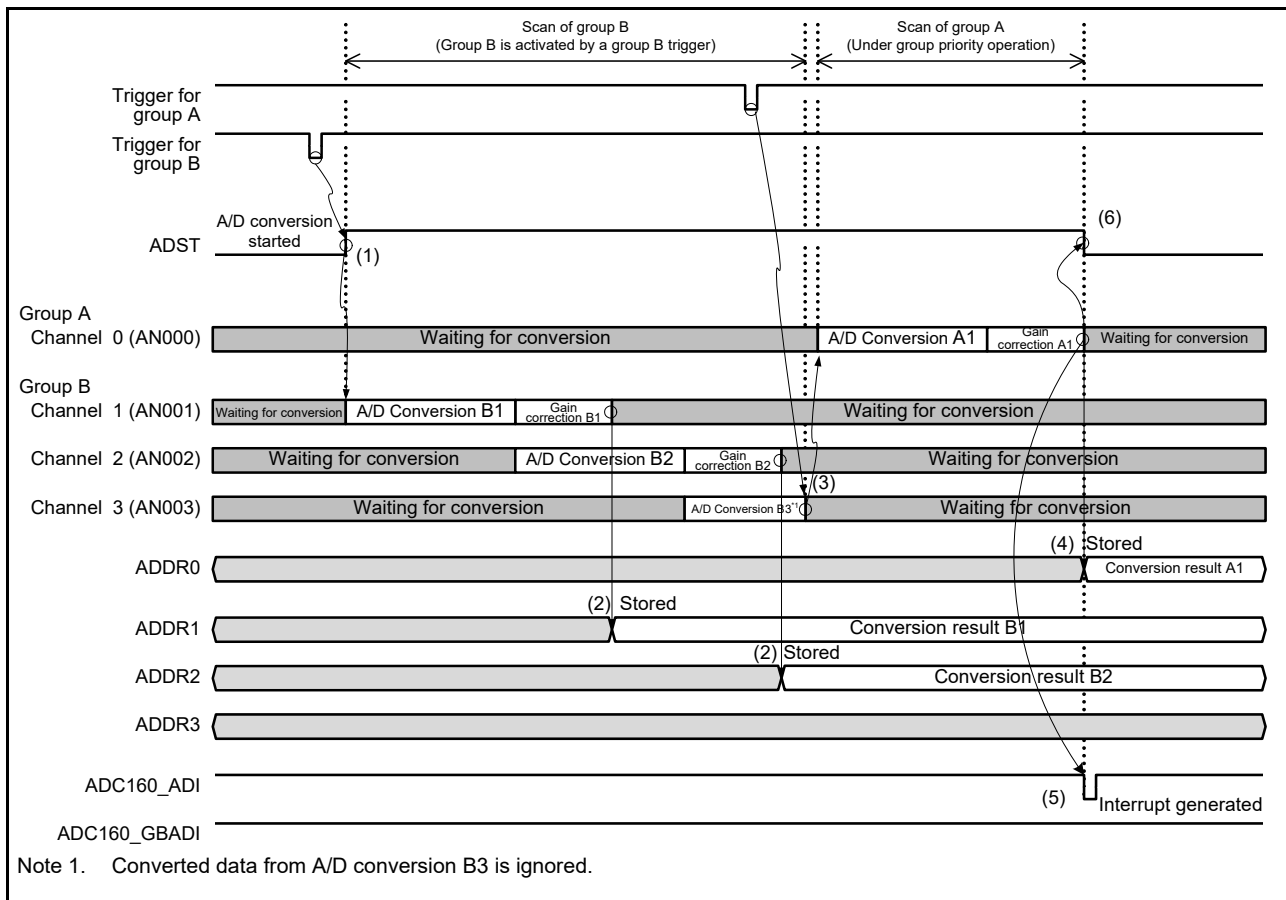 Scan of group B
(Group B is activated by a group B trigger)
Scan of group A
(Under group priority operation)
Trigger for
group A
Trigger for
group B
A/D conversion
started
ADST
(1)
(6)
Group A
Channel 0 (AN000)
Waiting for conversion
A/D Conversion A1
Gain
correction A1
Waiting for conversion
Group B
Channel 1 (AN001)
Waiting for conversion
A/D Conversion B1
Gain
correction B1
Waiting for conversion
Channel 2 (AN002)
Waiting for conversion
A/D Conversion B2
Gain
correction B2
Waiting for conversion
(3)
Channel 3 (AN003)
Waiting for conversion
A/D Conversion B3*1
Waiting for conversion
(4) Stored
ADDR0
Conversion result A1
(2) Stored
ADDR1
Conversion result B1
(2) Stored
ADDR2
Conversion result B2
ADDR3
ADC160_ADI
(5)
Interrupt generated
ADC160_GBADI
Note 1. Converted data from A/D conversion B3 is ignored.